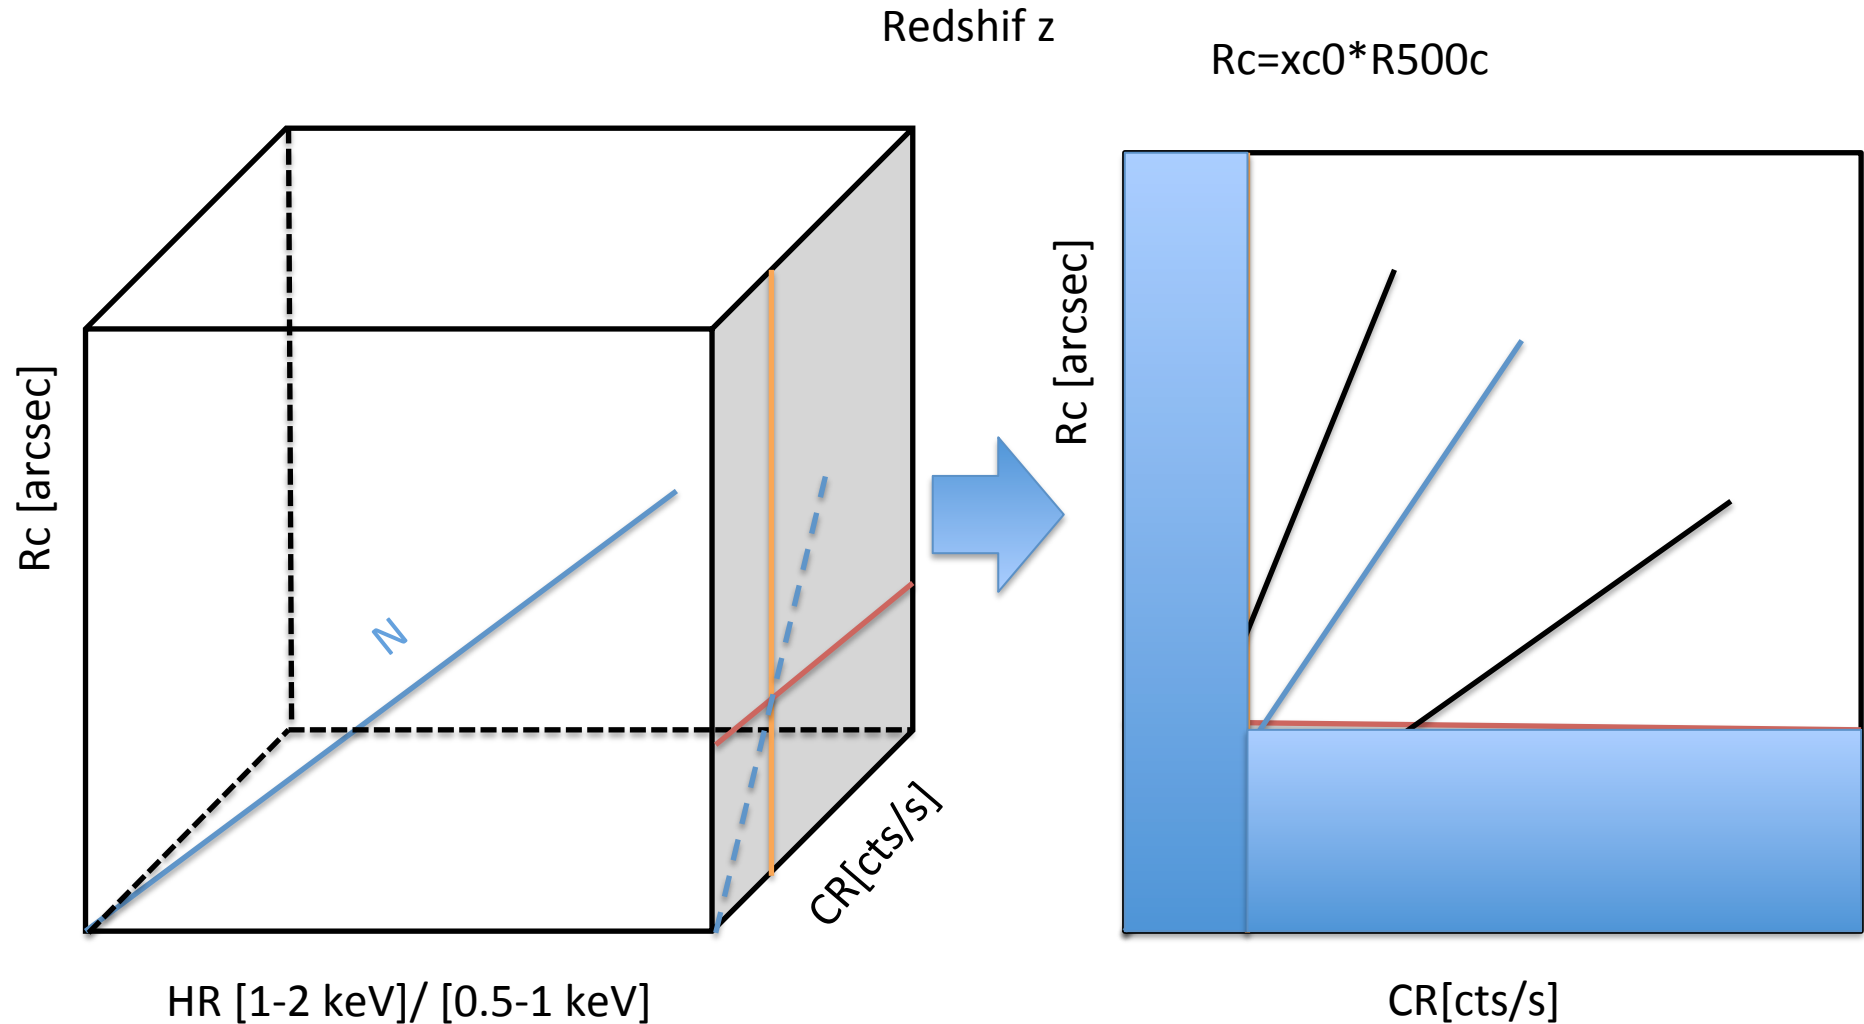 Redshif z
Rc=xc0*R500c
Rc [arcsec]
N
CR[cts/s]
HR [1-2 keV]/ [0.5-1 keV]
Rc [arcsec]
CR[cts/s]